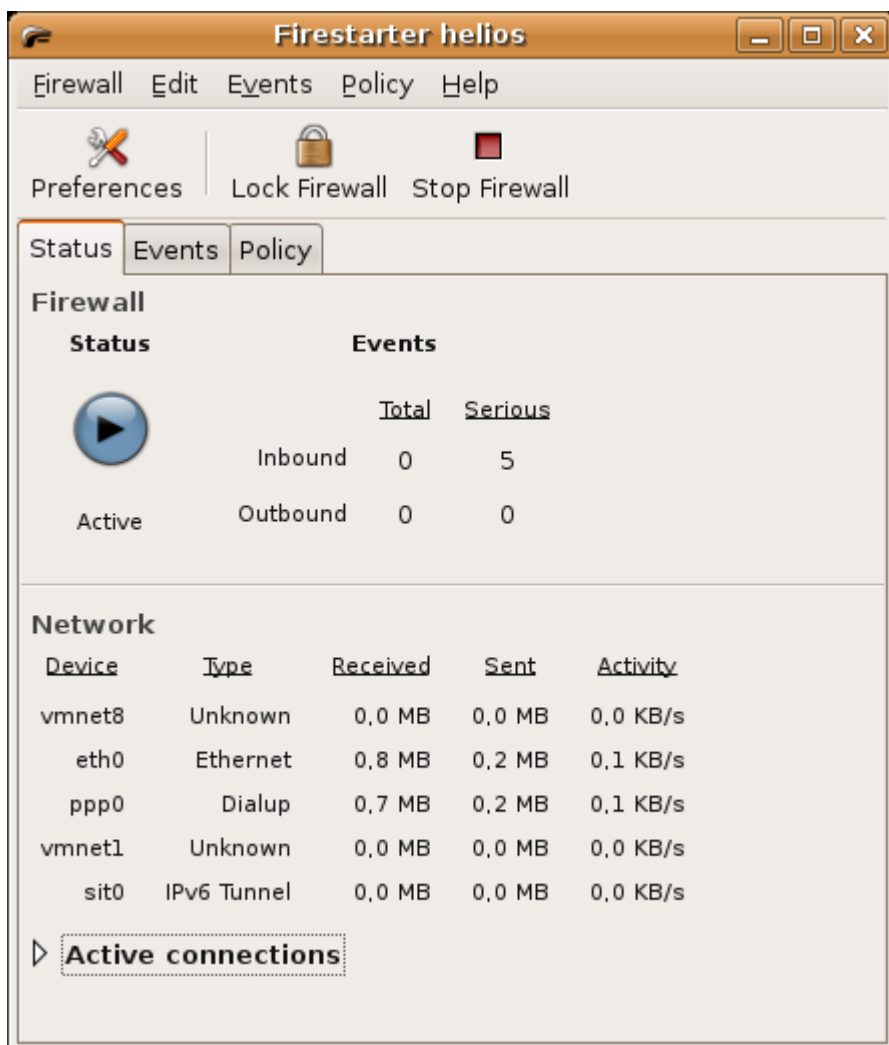 Firestarter helios
Firewall Edit Events Policy Help
Preferences Lock Firewall Stop Firewall
Status Events Policy
Firewall
Status Events
Total Serious
Inbound 0 5
Active Outbound 0 0
Network
Device Type Received Sent Activity
vmnet8 Unknown 0,0 MB 0,0 MB 0,0 KB/s
eth0 Ethernet 0,8 MB 0,2 MB 0,1 KB/s
ppp0 Dialup 0,7 MB 0,2 MB 0,1 KB/s
vmnet1 Unknown 0,0 MB 0,0 MB 0,0 KB/s
sit0 IPv6 Tunnel 0,0 MB 0,0 MB 0,0 KB/s
Active connections